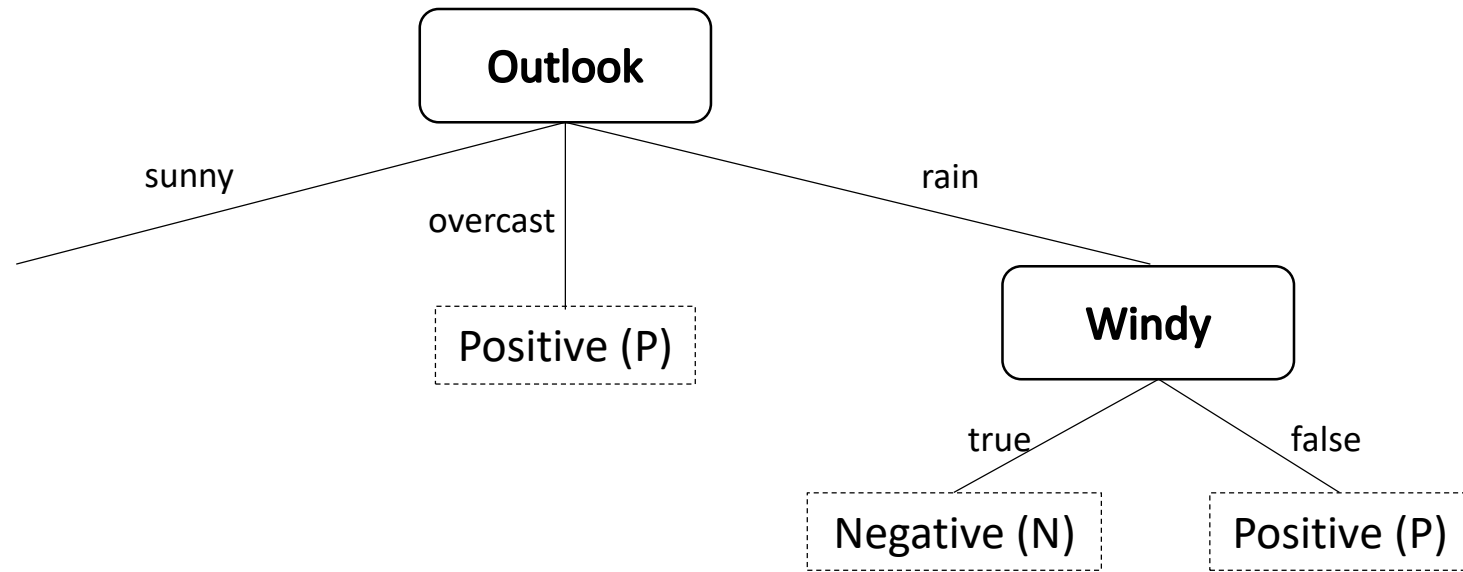 Outlook
sunny
rain
overcast
Positive (P)
Windy
true
false
Negative (N)
Positive (P)